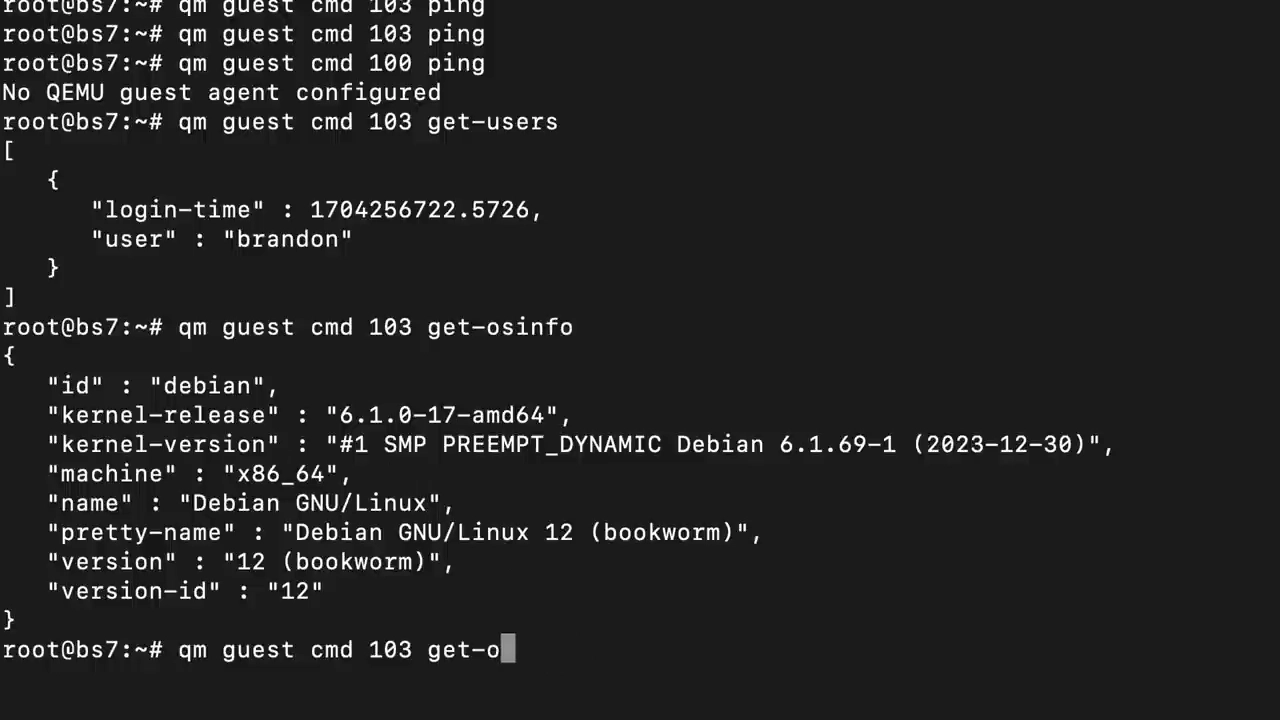 root@bs7:~# qm guest cmd 103 ping
root@bs7:~# qm guest cmd 103 ping
root@bs7:~# qm guest cmd 100 ping
No QEMU guest agent configured
root@bs7:~# qm guest cmd 103 get-users
[
   {
      "login-time" : 1704256722.5726,
      "user" : "brandon"
   }
]
root@bs7:~# qm guest cmd 103 get-osinfo
{
   "id" : "debian",
   "kernel-release" : "6.1.0-17-amd64",
   "kernel-version" : "#1 SMP PREEMPT_DYNAMIC Debian 6.1.69-1 (2023-12-30)",
   "machine" : "x86_64",
   "name" : "Debian GNU/Linux",
   "pretty-name" : "Debian GNU/Linux 12 (bookworm)",
   "version" : "12 (bookworm)",
   "version-id" : "12"
}
root@bs7:~# qm guest cmd 103 get-o